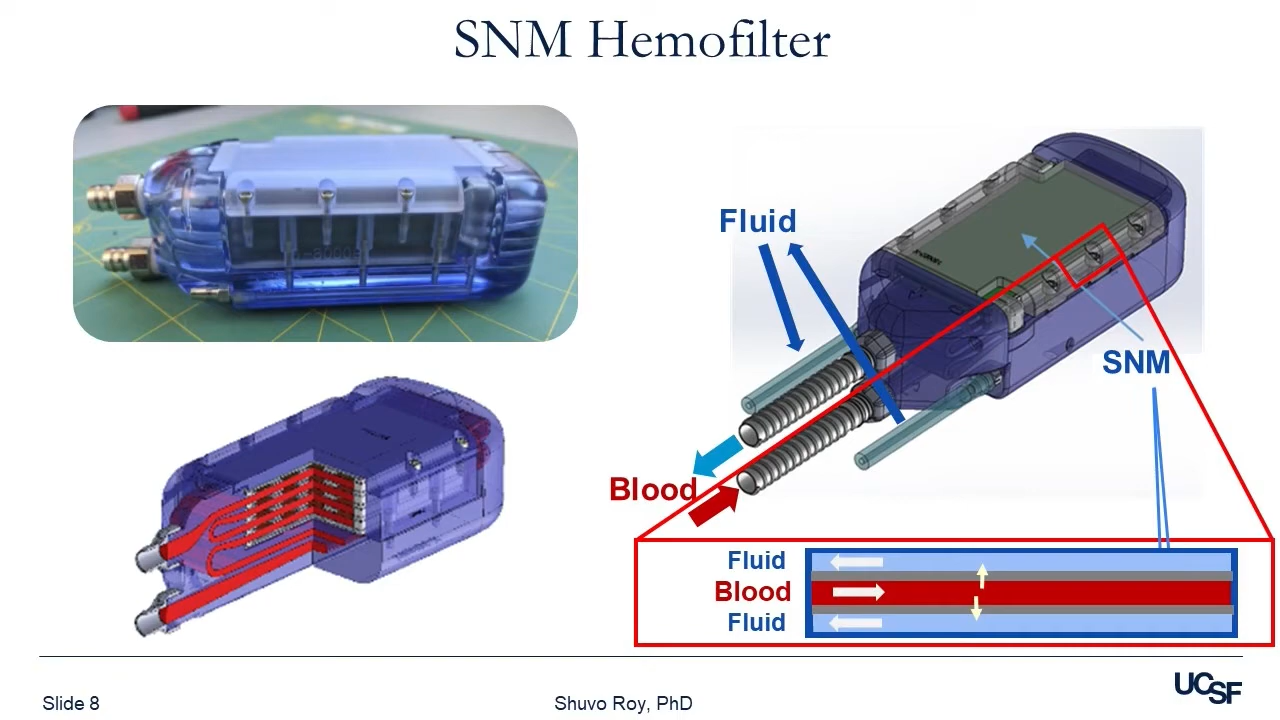 SNM Hemofilter
Fluid
SNM
Blood
Fluid
Blood
Fluid
Slide 8
Shuvo Roy, PhD
UCSF